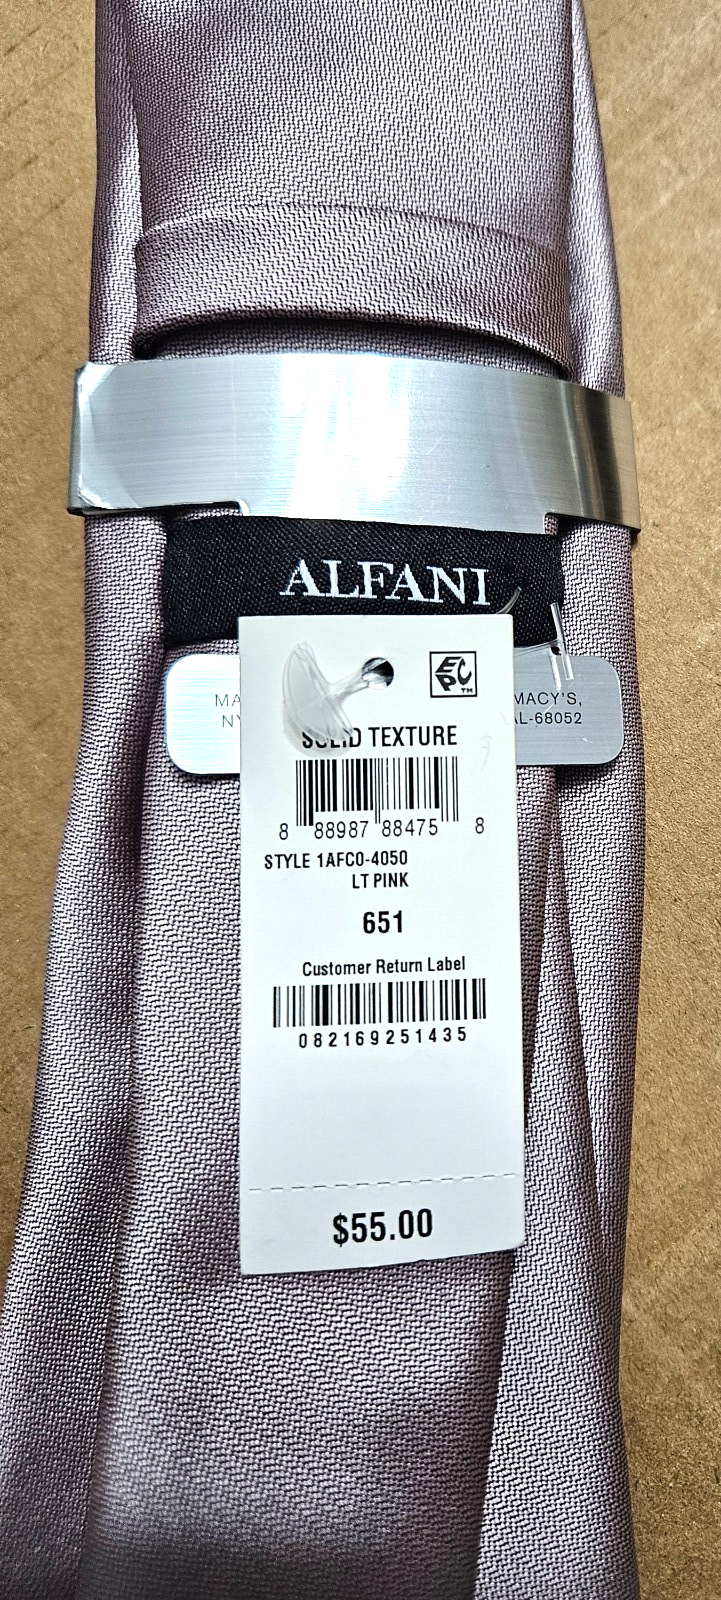 ALFANI
EPC™
MACY'S,
NY
AL-68052
SOLID TEXTURE
8 88987 88475 8
STYLE 1AFC0-4050
LT PINK
651
Customer Return Label
082169251435
$55.00